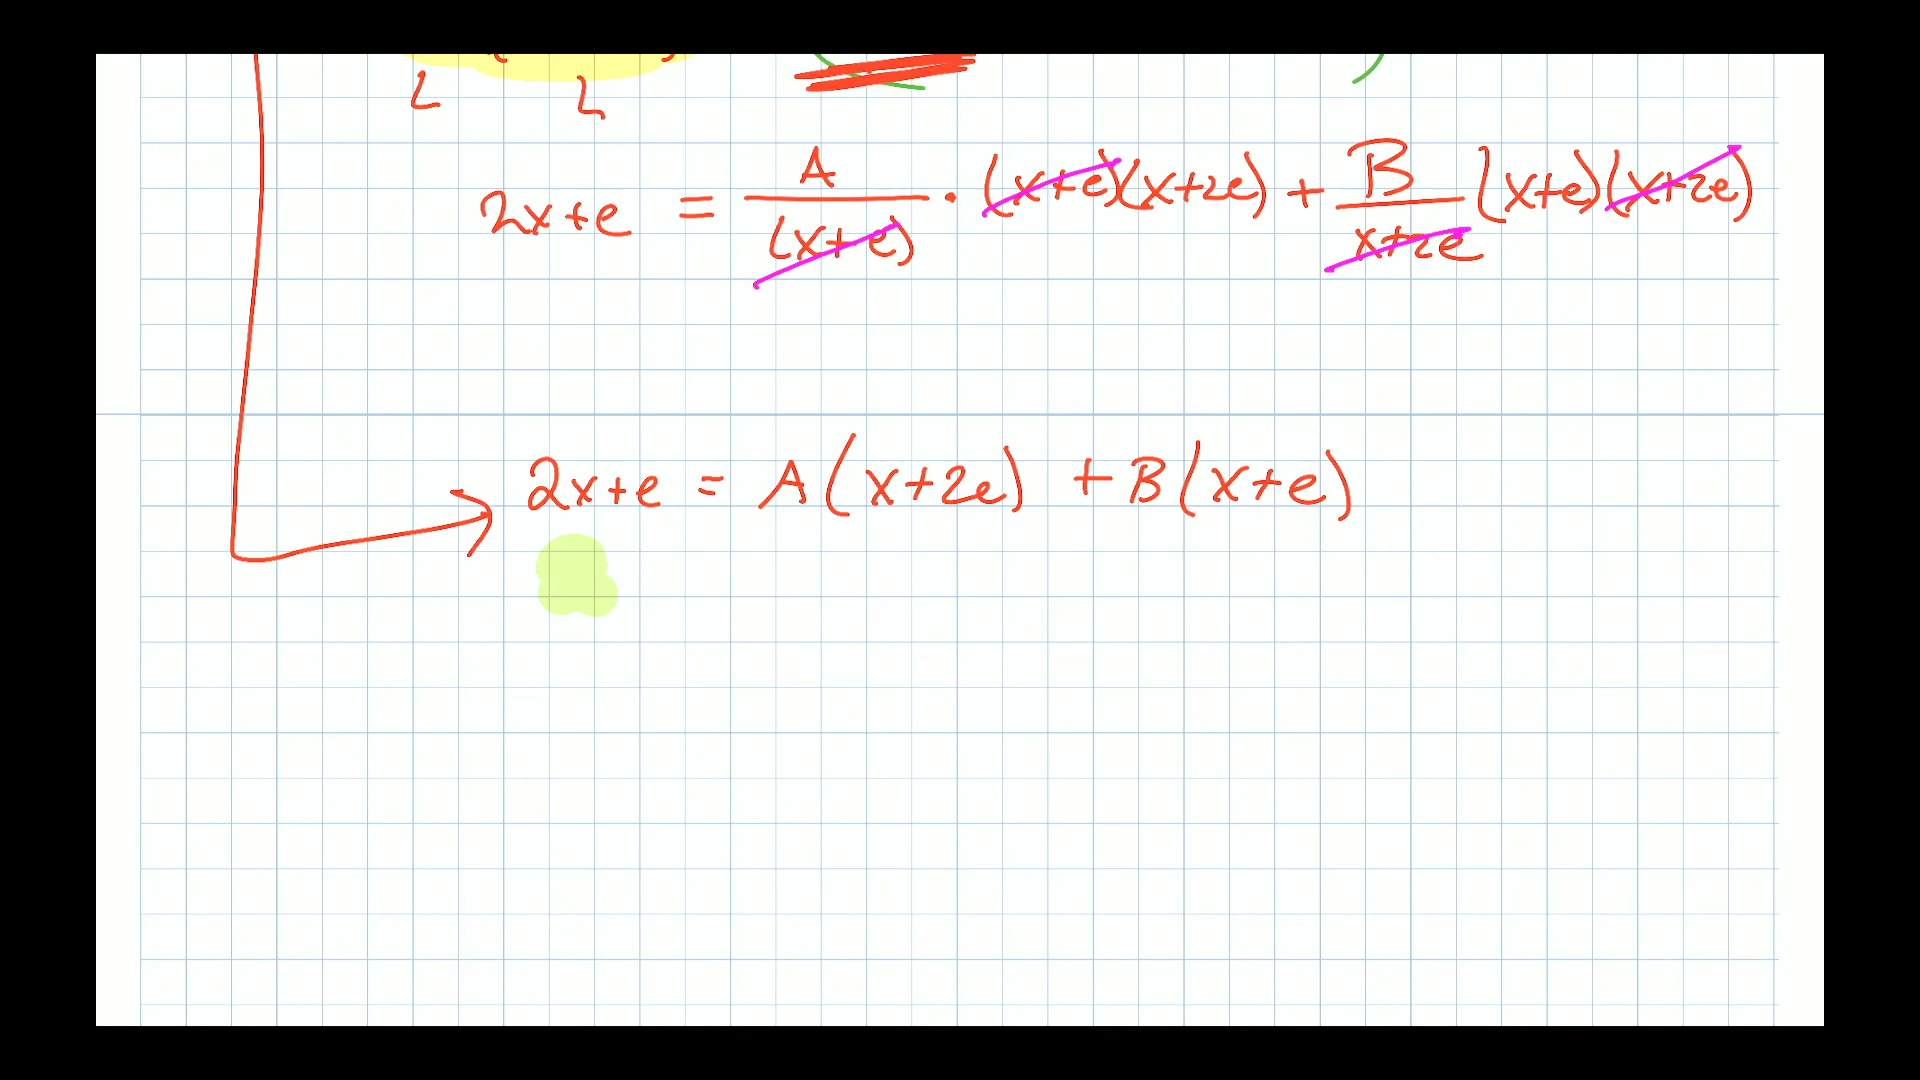 2x+e = A/(x+e) · (x+e)(x+2e) + B/x+2e (x+e)(x+2e)
2x+e = A(x+2e) +B(x+e)